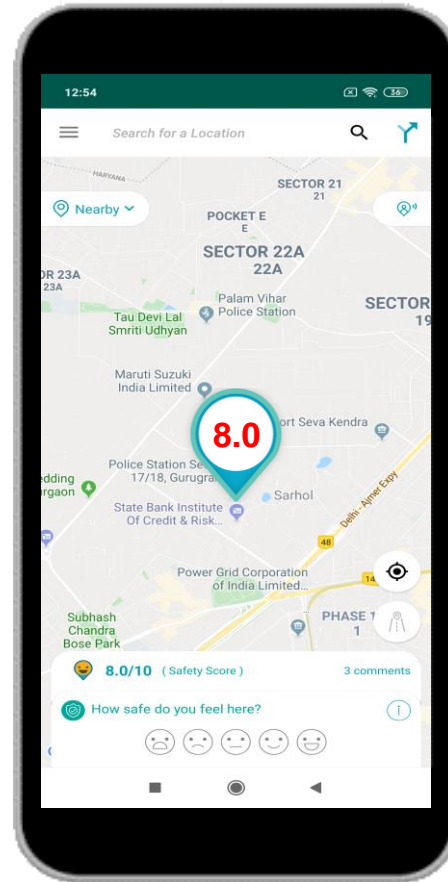 12:54
36
Search for a Location
HARYANA
SECTOR 21
21
Nearby
POCKET E
E
SECTOR 22A
22A
OR 23A
23A
Palam Vihar
Police Station
SECTOR
19
Tau Devi Lal
Smriti Udhyan
Maruti Suzuki
India Limited
8.0
ort Seva Kendra
Police Station Se
17/18, Gurugra
edding
rgaon
Sarhol
State Bank Institute
Of Credit & Risk...
Delhi - Ajmer Expy
48
Power Grid Corporation
of India Limited...
14
Subhash
Chandra
Bose Park
PHASE 1
1
8.0/10 ( Safety Score )
3 comments
How safe do you feel here?